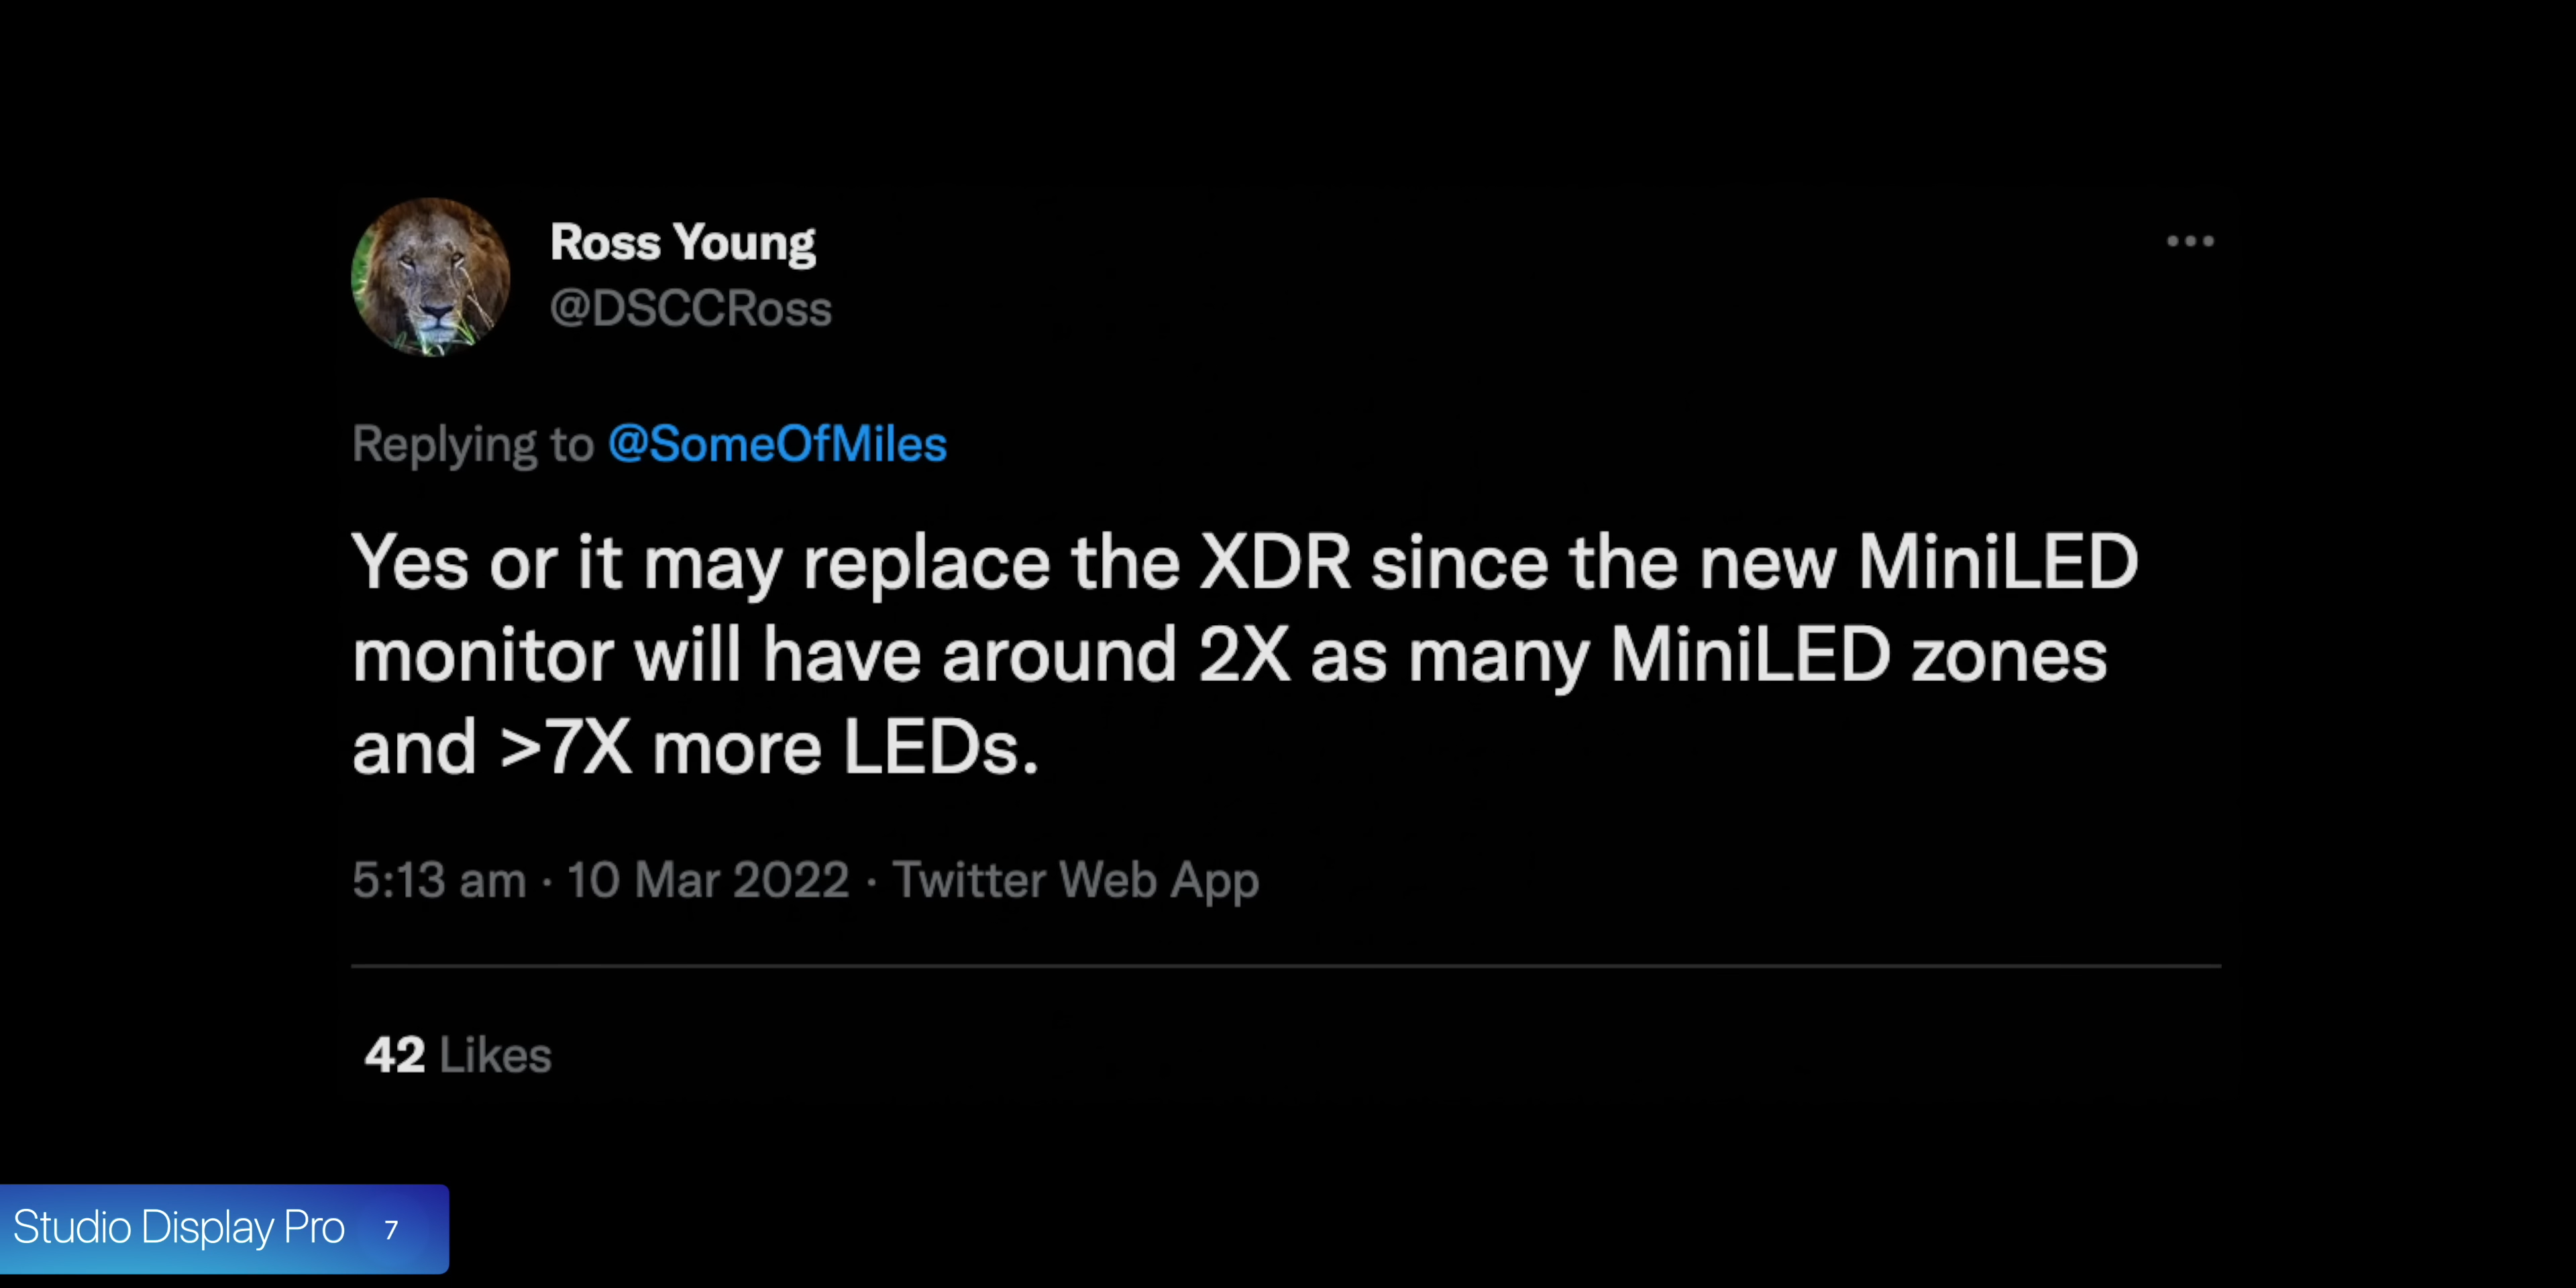 Ross Young
@DSCCRoss
Replying to @SomeOfMiles
Yes or it may replace the XDR since the new MiniLED
monitor will have around 2X as many MiniLED zones
and >7X more LEDs.
5:13 am · 10 Mar 2022 · Twitter Web App
42 Likes
Studio Display Pro 7